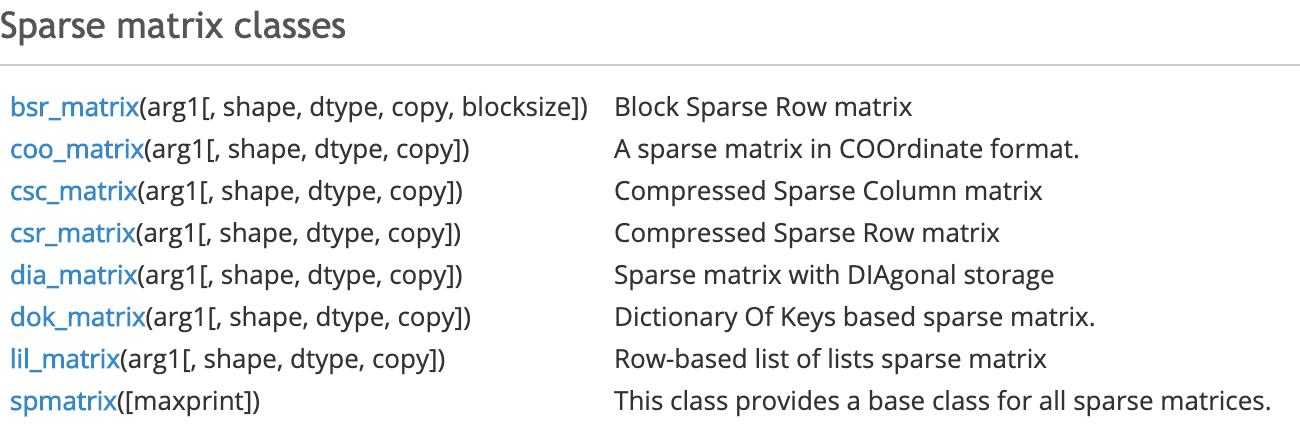 Sparse matrix classes
bsr_matrix(arg1[, shape, dtype, copy, blocksize]) Block Sparse Row matrix
coo_matrix(arg1[, shape, dtype, copy]) A sparse matrix in COOrdinate format.
csc_matrix(arg1[, shape, dtype, copy]) Compressed Sparse Column matrix
csr_matrix(arg1[, shape, dtype, copy]) Compressed Sparse Row matrix
dia_matrix(arg1[, shape, dtype, copy]) Sparse matrix with DIAgonal storage
dok_matrix(arg1[, shape, dtype, copy]) Dictionary Of Keys based sparse matrix.
lil_matrix(arg1[, shape, dtype, copy]) Row-based list of lists sparse matrix
spmatrix([maxprint]) This class provides a base class for all sparse matrices.